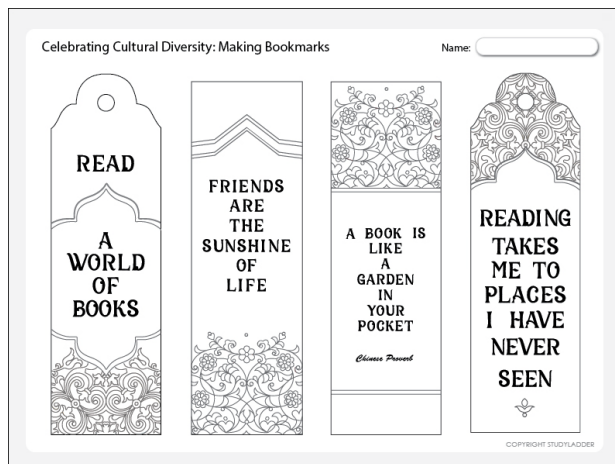 Celebrating Cultural Diversity: Making Bookmarks
Name:
READ
A
WORLD
OF
BOOKS
FRIENDS
ARE
THE
SUNSHINE
OF
LIFE
A BOOK IS
LIKE
A
GARDEN
IN
YOUR
POCKET
Chinese Proverb
READING
TAKES
ME TO
PLACES
I HAVE
NEVER
SEEN
COPYRIGHT STUDYLADDER